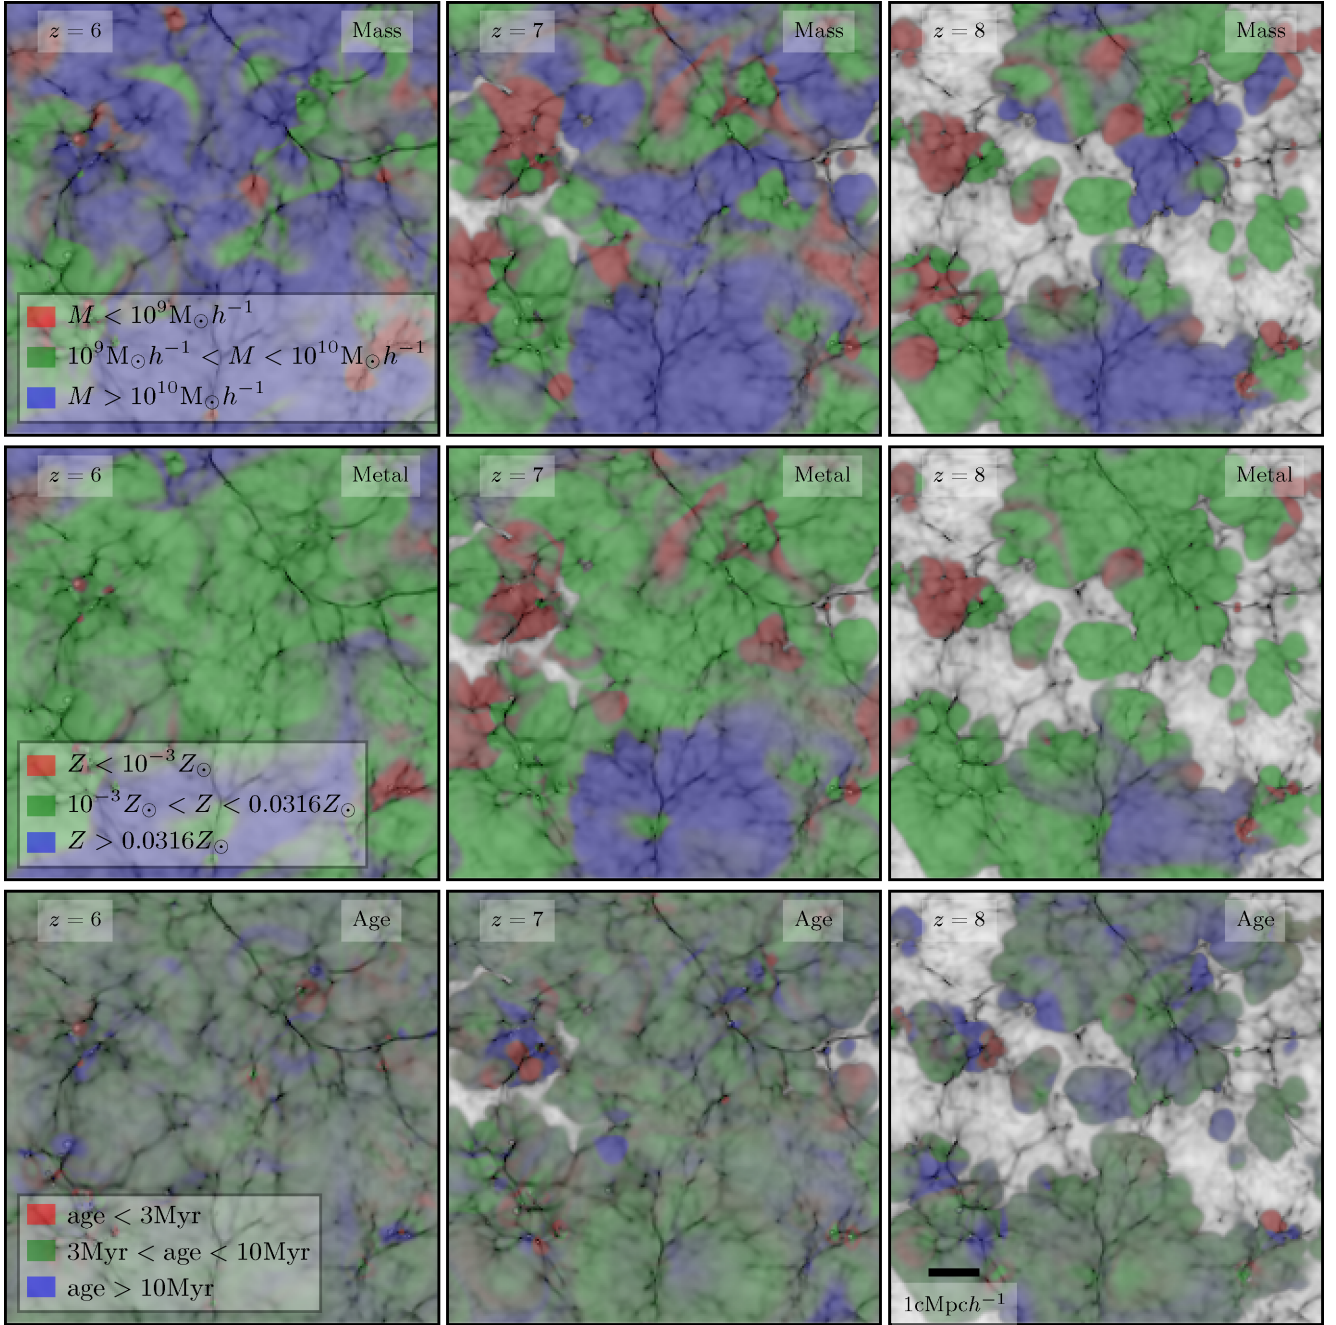 z = 6
Mass
z = 7
Mass
z = 8
Mass
M < 10⁹M☉h⁻¹
10⁹M☉h⁻¹ < M < 10¹⁰M☉h⁻¹
M > 10¹⁰M☉h⁻¹
z = 6
Metal
z = 7
Metal
z = 8
Metal
Z < 10⁻³Z☉
10⁻³Z☉ < Z < 0.0316Z☉
Z > 0.0316Z☉
z = 6
Age
z = 7
Age
z = 8
Age
age < 3Myr
3Myr < age < 10Myr
age > 10Myr
1cMpch⁻¹